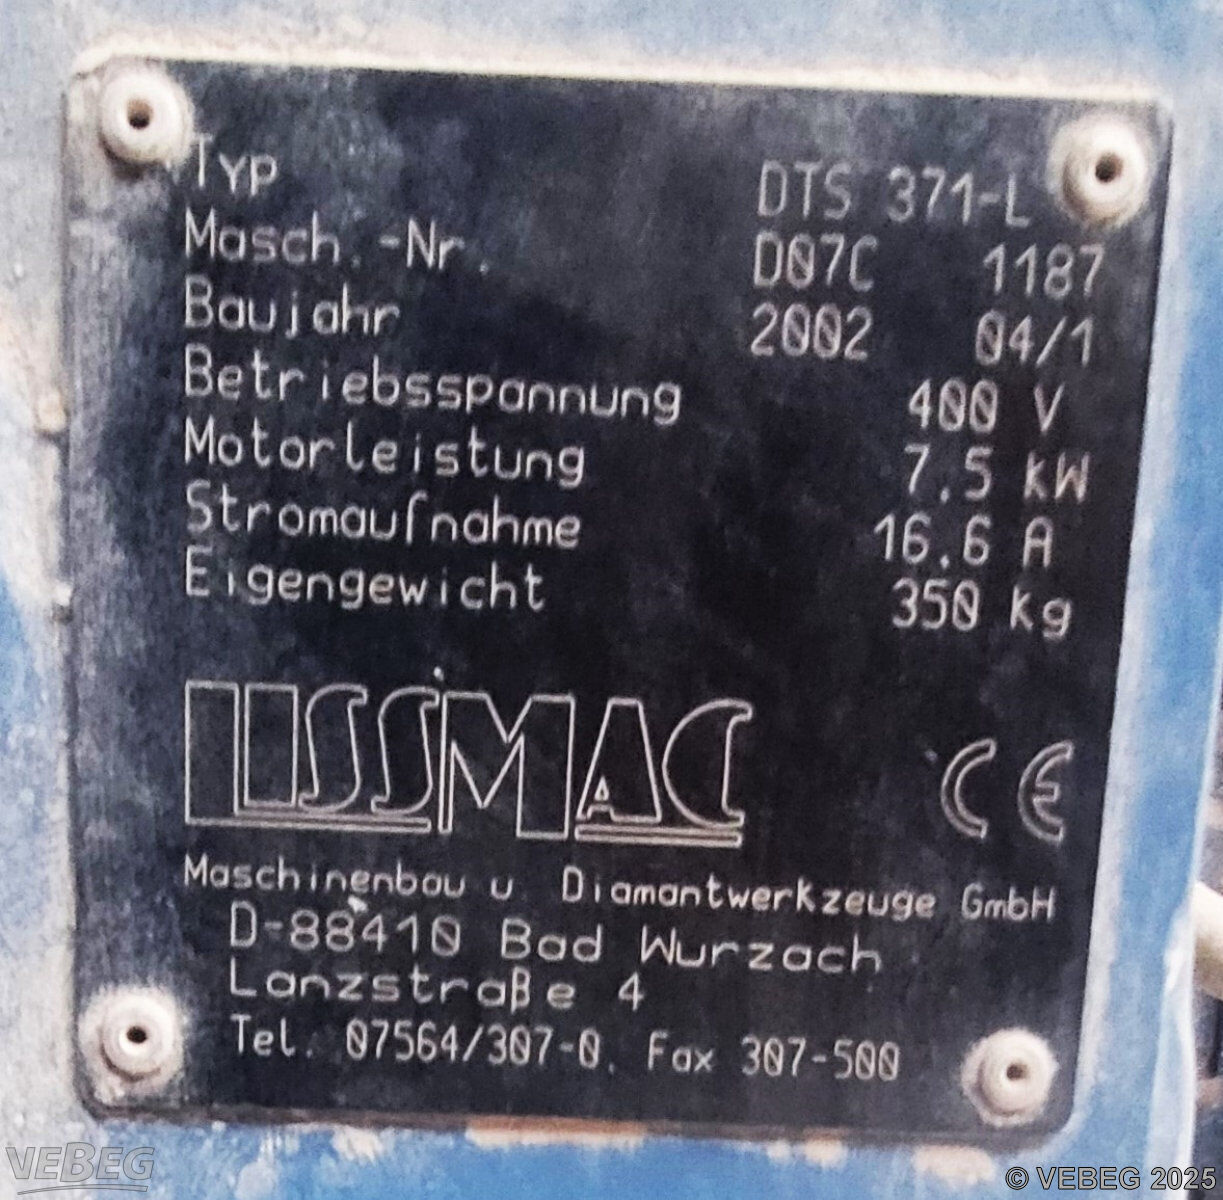 Typ DTS 371-L
Masch.-Nr. D07C 1187
Baujahr 2002 04/1
Betriebsspannung 400 V
Motorleistung 7.5 kW
Stromaufnahme 16.6 A
Eigengewicht 350 kg
LISSMAC CE
Maschinenbau u. Diamantwerkzeuge GmbH
D-88410 Bad Wurzach
Lanzstraße 4
Tel. 07564/307-0, Fax 307-500
VEBEG © VEBEG 2025